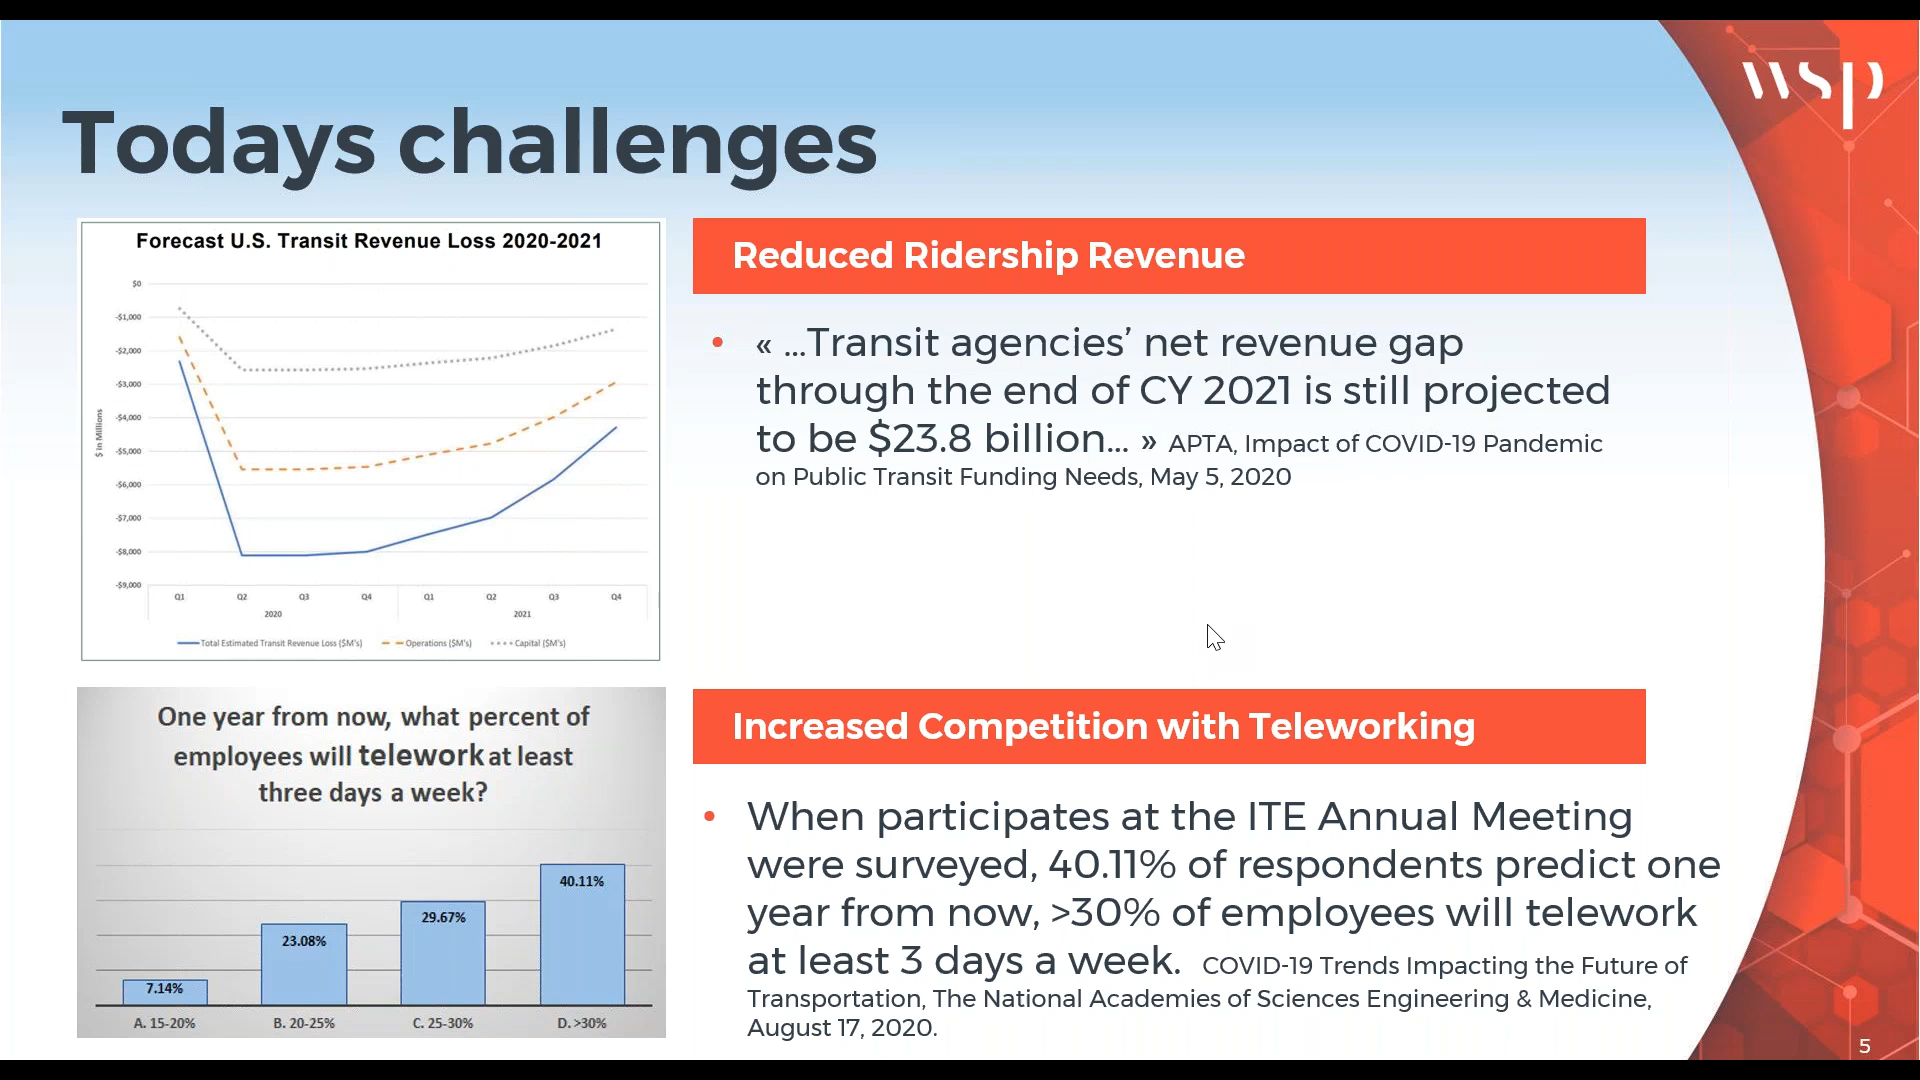 wsp
Todays challenges
Forecast U.S. Transit Revenue Loss 2020-2021
$0
-$1,000
-$2,000
-$3,000
-$4,000
-$5,000
-$6,000
-$7,000
-$8,000
-$9,000
$ in Millions
Q1 Q2 Q3 Q4 Q1 Q2 Q3 Q4
2020 2021
Total Estimated Transit Revenue Loss ($M's) Operations ($M's) Capital ($M's)
Reduced Ridership Revenue
• « ...Transit agencies’ net revenue gap
through the end of CY 2021 is still projected
to be $23.8 billion... » APTA, Impact of COVID-19 Pandemic
on Public Transit Funding Needs, May 5, 2020
One year from now, what percent of
employees will telework at least
three days a week?
7.14% 23.08% 29.67% 40.11%
A. 15-20% B. 20-25% C. 25-30% D. >30%
Increased Competition with Teleworking
• When participates at the ITE Annual Meeting
were surveyed, 40.11% of respondents predict one
year from now, >30% of employees will telework
at least 3 days a week. COVID-19 Trends Impacting the Future of
Transportation, The National Academies of Sciences Engineering & Medicine,
August 17, 2020.
5